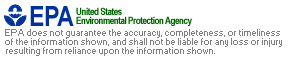 EPA United States
Environmental Protection Agency
EPA does not guarantee the accuracy, completeness, or timeliness
of the information shown, and shall not be liable for any loss or injury
resulting from reliance upon the information shown.